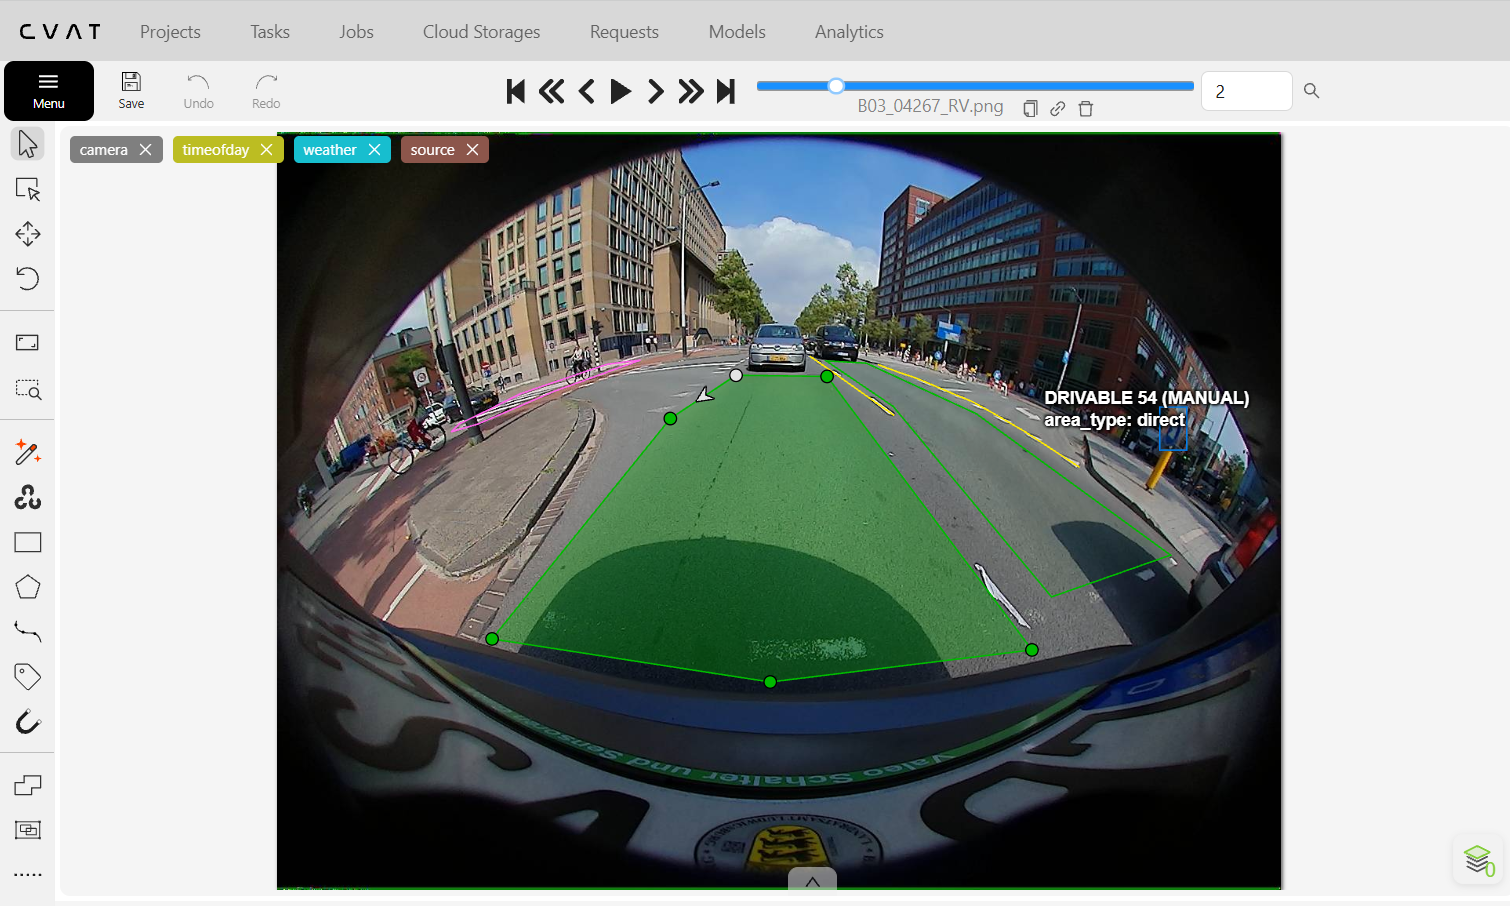 CVAT Projects Tasks Jobs Cloud Storages Requests Models Analytics
Menu Save Undo Redo
2
B03_04267_RV.png
camera timeofday weather source
DRIVABLE 54 (MANUAL)
area_type: direct
Valeo Schalter und Sensoren
0